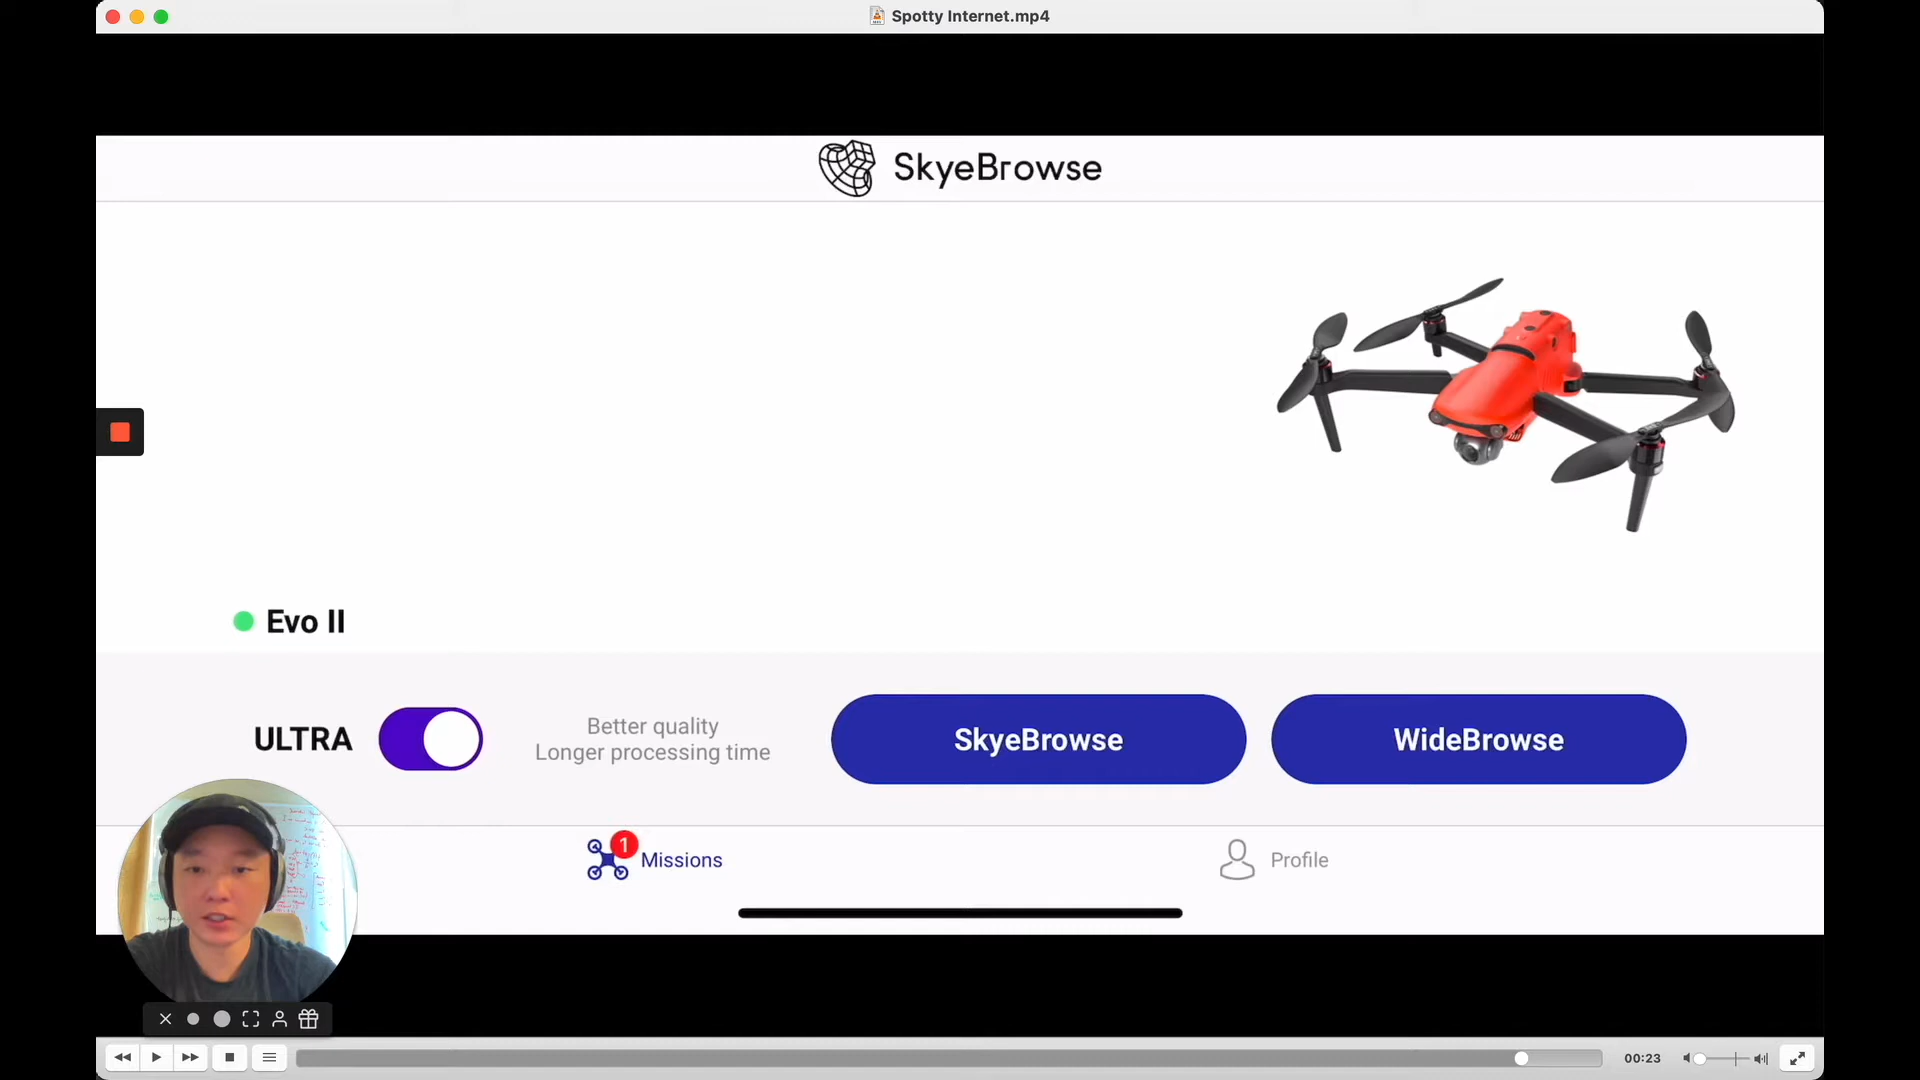 Spotty Internet.mp4
SkyeBrowse
Evo II
ULTRA
Better quality
Longer processing time
SkyeBrowse
WideBrowse
1
Missions
Profile
00:23